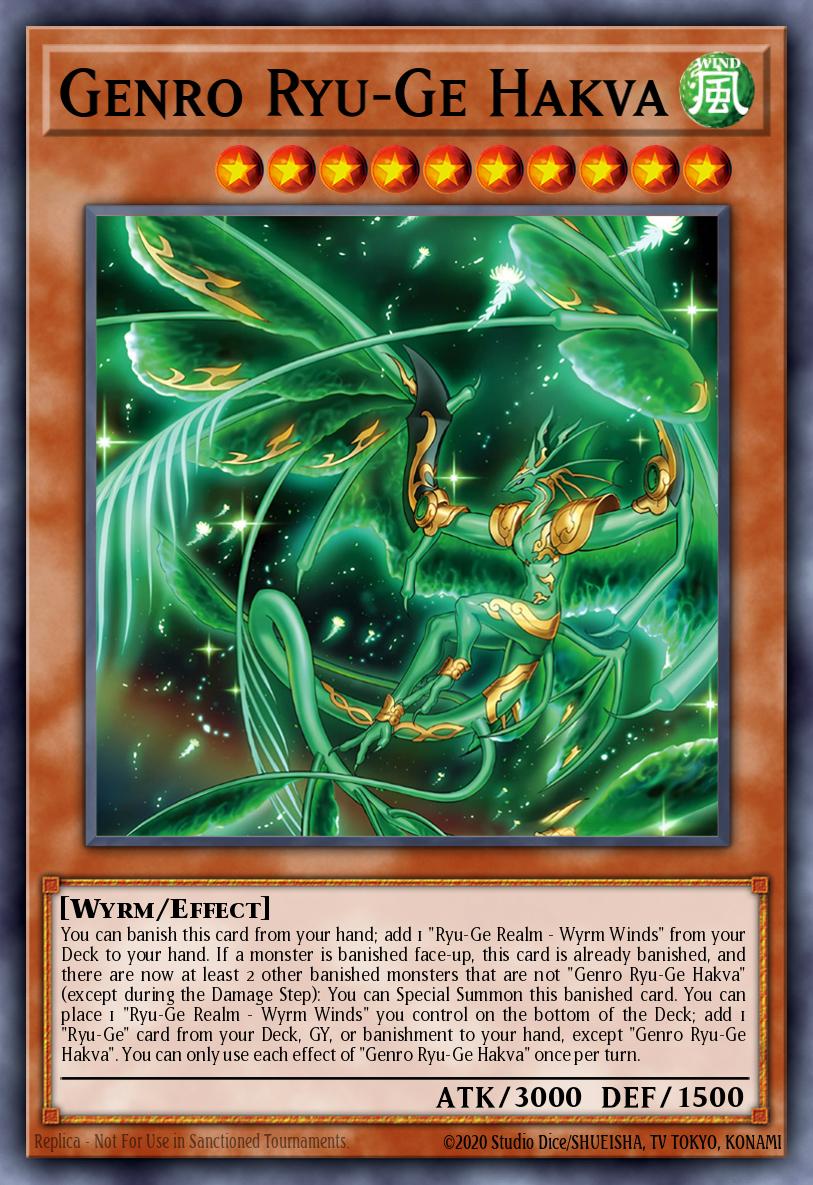 Genro Ryu-Ge Hakva
WIND
風
[Wyrm/Effect]
You can banish this card from your hand; add 1 "Ryu-Ge Realm - Wyrm Winds" from your
Deck to your hand. If a monster is banished face-up, this card is already banished, and
there are now at least 2 other banished monsters that are not "Genro Ryu-Ge Hakva"
(except during the Damage Step): You can Special Summon this banished card. You can
place 1 "Ryu-Ge Realm - Wyrm Winds" you control on the bottom of the Deck; add 1
"Ryu-Ge" card from your Deck, GY, or banishment to your hand, except "Genro Ryu-Ge
Hakva". You can only use each effect of "Genro Ryu-Ge Hakva" once per turn.
ATK/3000 DEF/1500
Replica - Not For Use in Sanctioned Tournaments.
©2020 Studio Dice/SHUEISHA, TV TOKYO, KONAMI